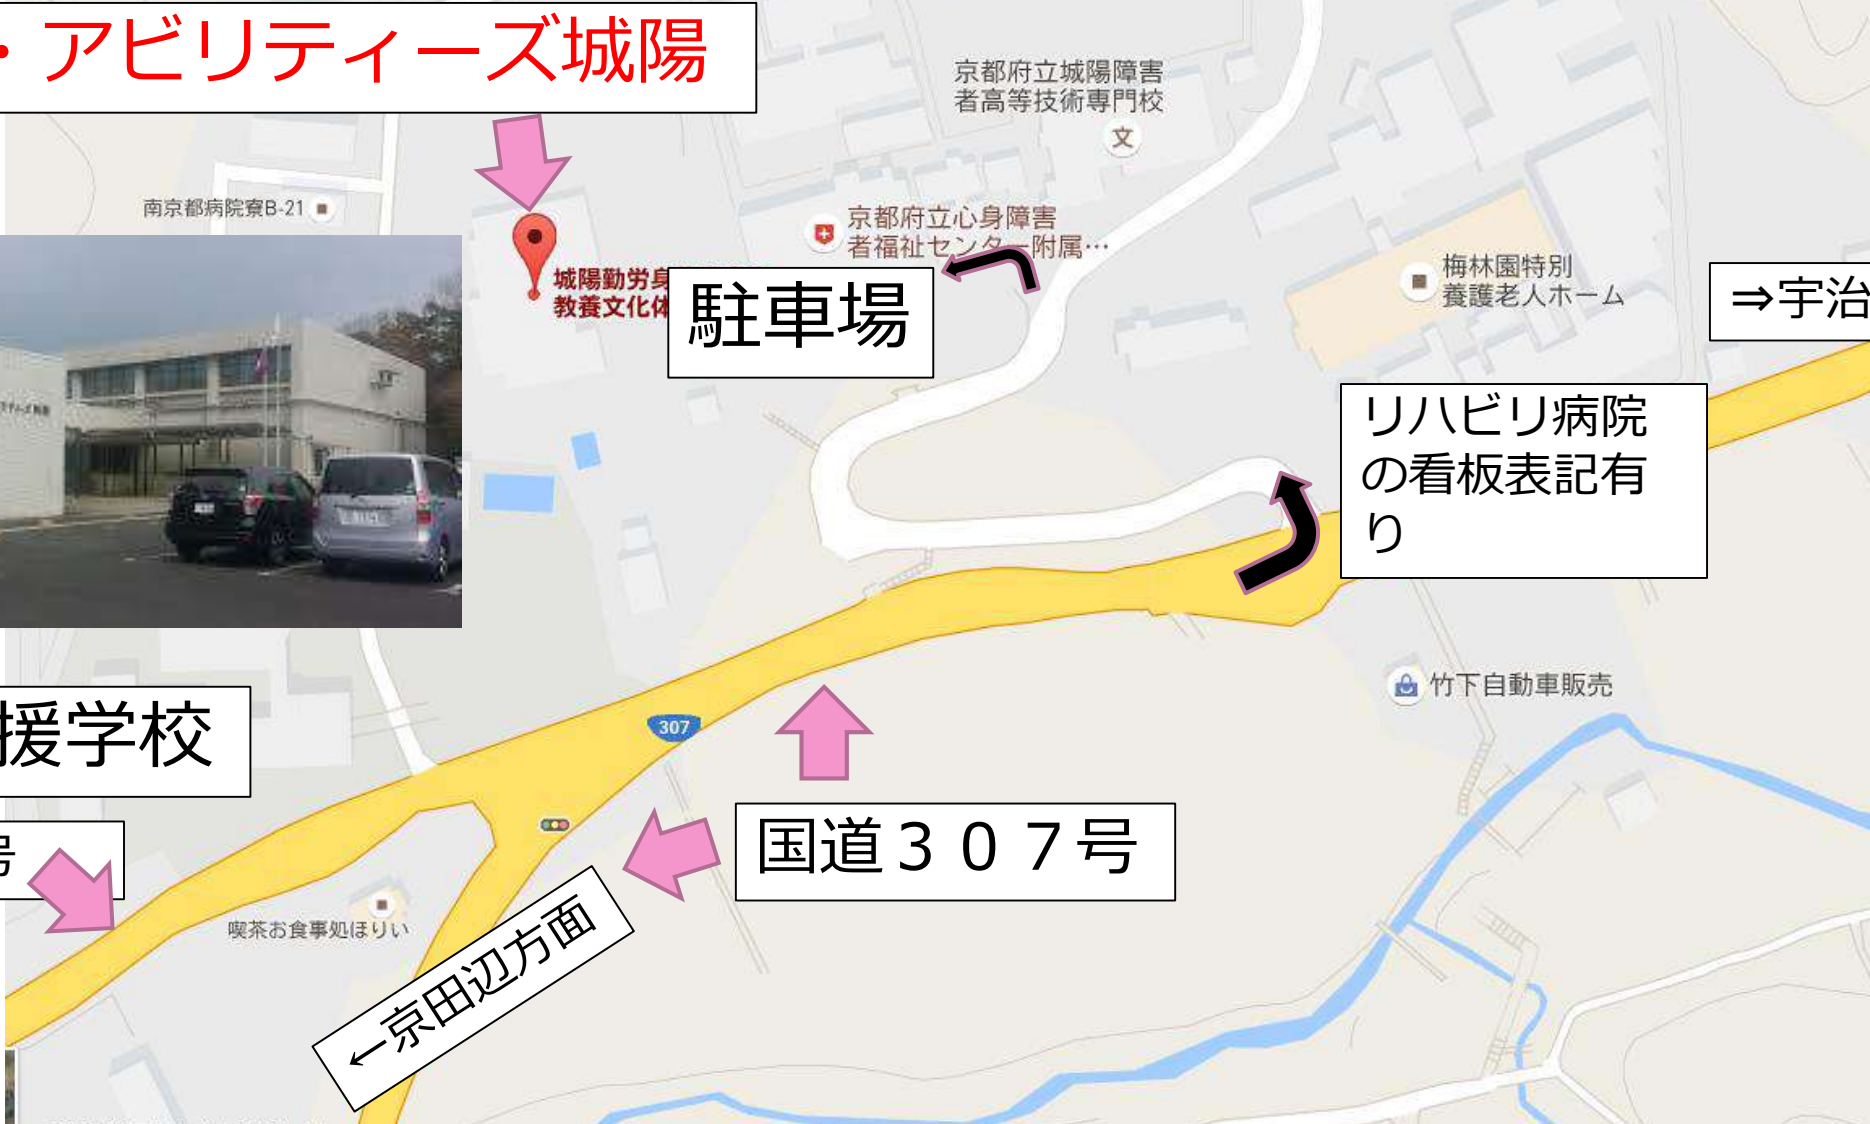 ・アビリティーズ城陽
京都府立城陽障害
者高等技術専門校
文
南京都病院寮B-21
京都府立心身障害
者福祉センター附属…
城陽勤労身
教養文化体
駐車場
梅林園特別
養護老人ホーム
⇒宇治
リハビリ病院
の看板表記有
り
援学校
307
竹下自動車販売
国道３０７号
号
喫茶お食事処ほりい
←京田辺方面